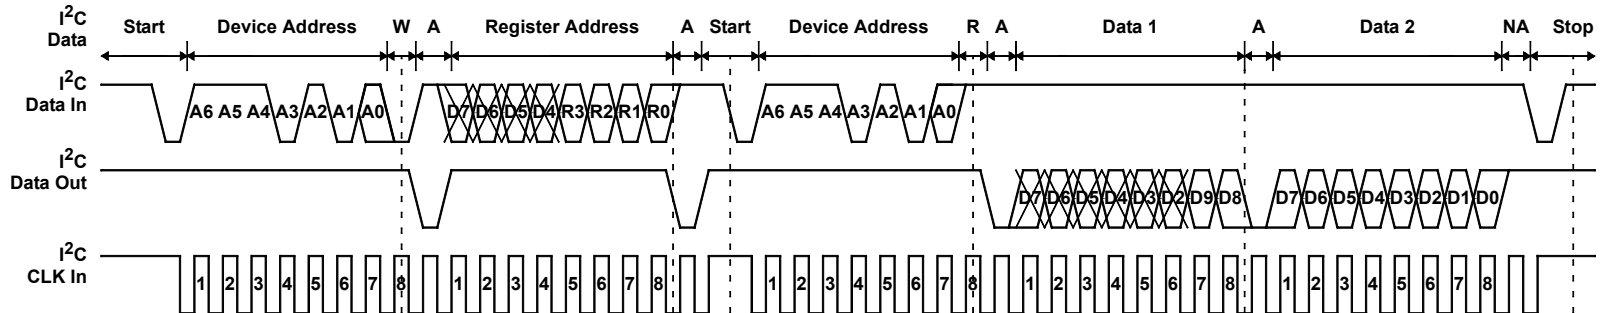 I2C Data Start Device Address W A Register Address A Start Device Address R A Data 1 A Data 2 NA Stop
I2C Data In A6 A5 A4 A3 A2 A1 A0 D7 D6 D5 D4 R3 R2 R1 R0 A6 A5 A4 A3 A2 A1 A0
I2C Data Out D7 D6 D5 D4 D3 D2 D9 D8 D7 D6 D5 D4 D3 D2 D1 D0
I2C CLK In 1 2 3 4 5 6 7 8 1 2 3 4 5 6 7 8 1 2 3 4 5 6 7 8 1 2 3 4 5 6 7 8 1 2 3 4 5 6 7 8